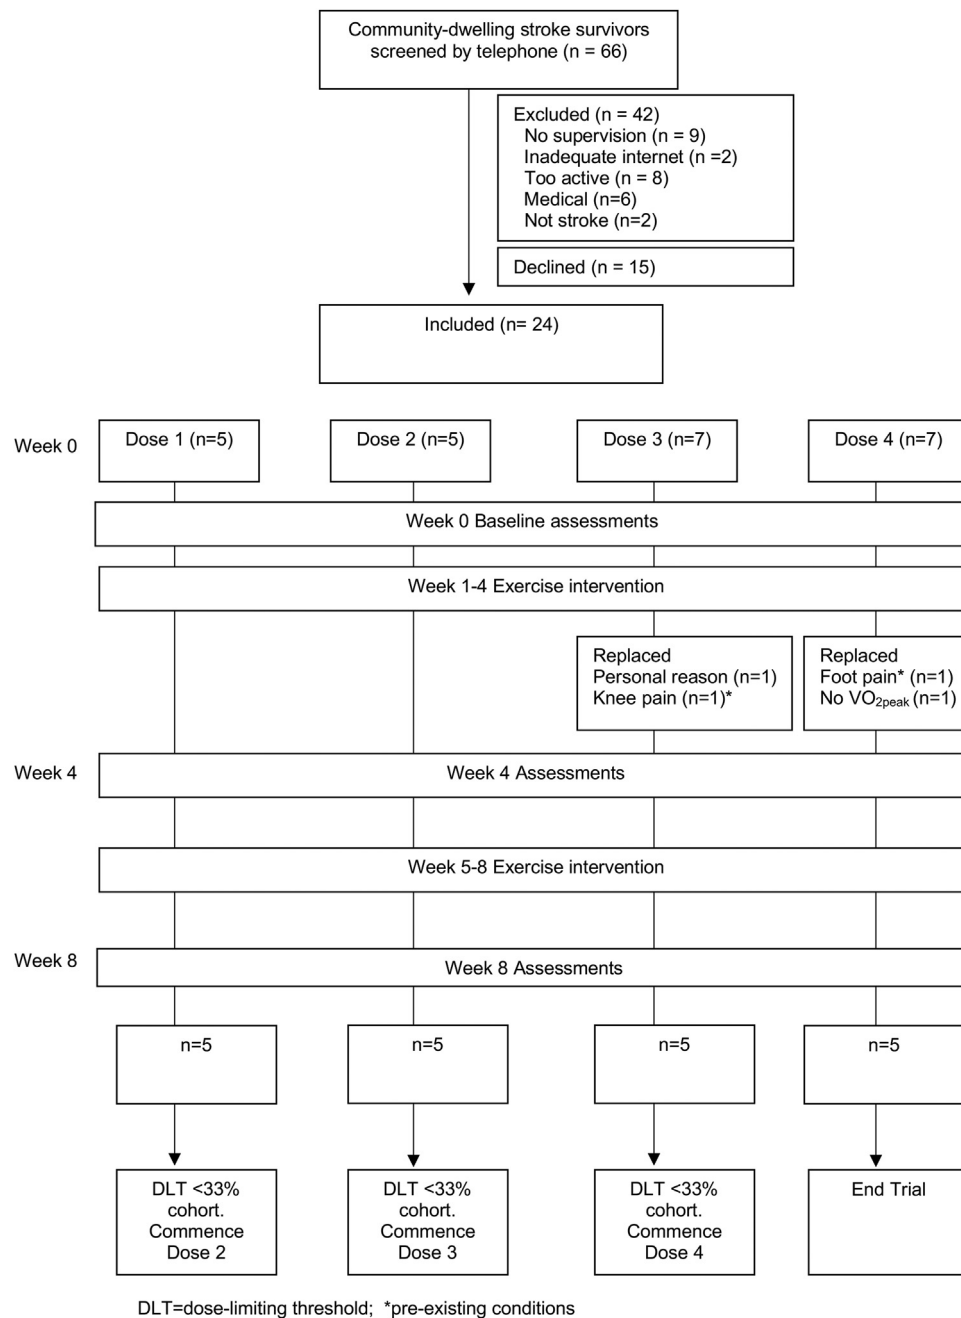 Community-dwelling stroke survivors
screened by telephone (n = 66)
Excluded (n = 42)
No supervision (n = 9)
Inadequate internet (n =2)
Too active (n = 8)
Medical (n=6)
Not stroke (n=2)
Declined (n = 15)
Included (n= 24)
Week 0
Dose 1 (n=5)
Dose 2 (n=5)
Dose 3 (n=7)
Dose 4 (n=7)
Week 0 Baseline assessments
Week 1-4 Exercise intervention
Replaced
Personal reason (n=1)
Knee pain (n=1)*
Replaced
Foot pain* (n=1)
No VO2peak (n=1)
Week 4
Week 4 Assessments
Week 5-8 Exercise intervention
Week 8
Week 8 Assessments
n=5
n=5
n=5
n=5
DLT <33%
cohort.
Commence
Dose 2
DLT <33%
cohort.
Commence
Dose 3
DLT <33%
cohort.
Commence
Dose 4
End Trial
DLT=dose-limiting threshold;  *pre-existing conditions